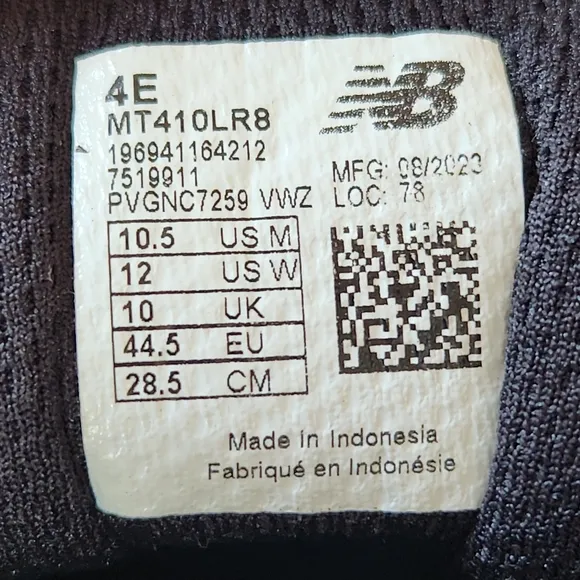 4E
NB
MT410LR8
196941164212
7519911
PVGNC7259 VWZ
MFG: 08/2023
LOC: 78
10.5 US M
12 US W
10 UK
44.5 EU
28.5 CM
Made in Indonesia
Fabriqué en Indonésie